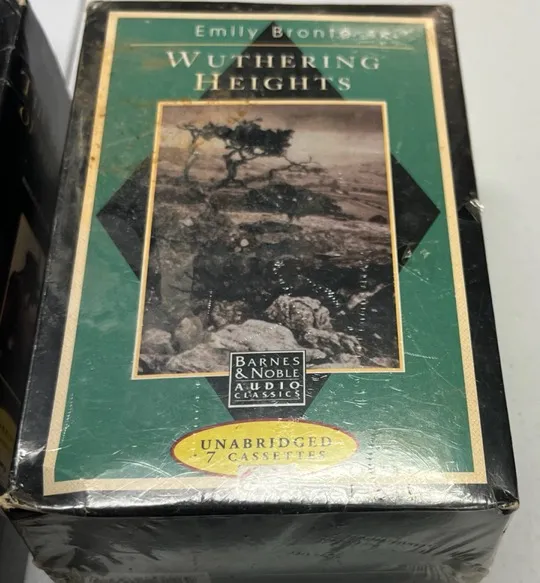 Emily Brontë
WUTHERING
HEIGHTS
BARNES
& NOBLE
AUDIO
CLASSICS
UNABRIDGED
7 CASSETTES